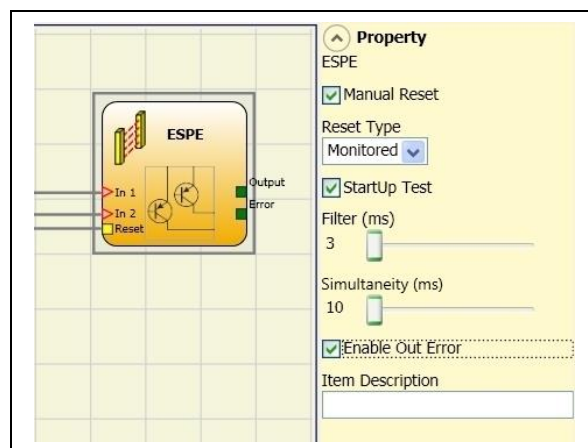 ESPE
In 1
In 2
Reset
Output
Error
Property
ESPE
Manual Reset
Reset Type
Monitored
StartUp Test
Filter (ms)
3
Simultaneity (ms)
10
Enable Out Error
Item Description